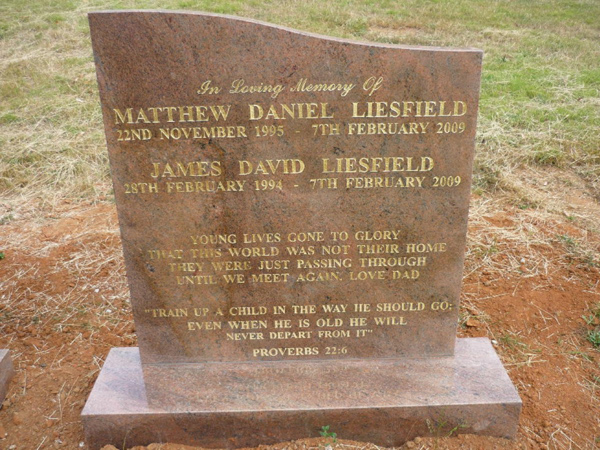 In Loving Memory Of
MATTHEW DANIEL LIESFIELD
22ND NOVEMBER 1995 - 7TH FEBRUARY 2009
JAMES DAVID LIESFIELD
28TH FEBRUARY 1994 - 7TH FEBRUARY 2009
YOUNG LIVES GONE TO GLORY
THAT THIS WORLD WAS NOT THEIR HOME
THEY WERE JUST PASSING THROUGH
UNTIL WE MEET AGAIN. LOVE DAD
"TRAIN UP A CHILD IN THE WAY HE SHOULD GO;
EVEN WHEN HE IS OLD HE WILL
NEVER DEPART FROM IT"
PROVERBS 22:6